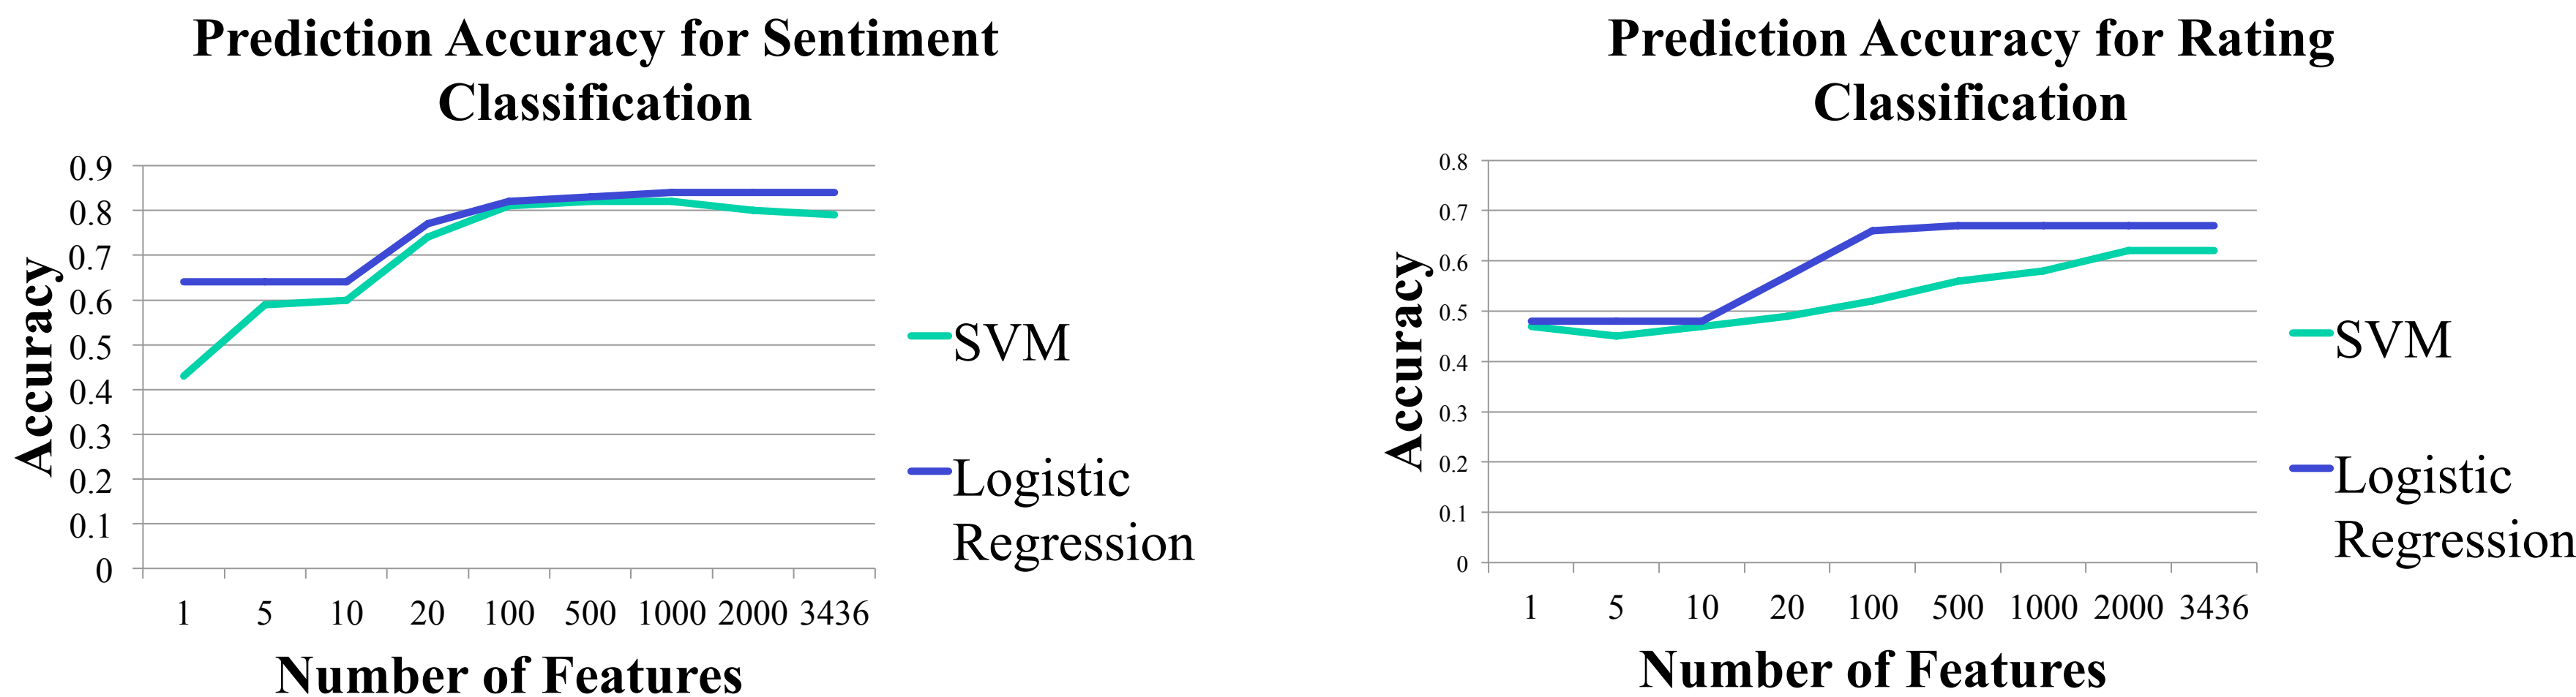 Prediction Accuracy for Sentiment
Classification
Accuracy
0.9
0.8
0.7
0.6
0.5
0.4
0.3
0.2
0.1
0
1 5 10 20 100 500 1000 2000 3436
Number of Features
SVM
Logistic
Regression
Prediction Accuracy for Rating
Classification
Accuracy
0.8
0.7
0.6
0.5
0.4
0.3
0.2
0.1
0
1 5 10 20 100 500 1000 2000 3436
Number of Features
SVM
Logistic
Regression